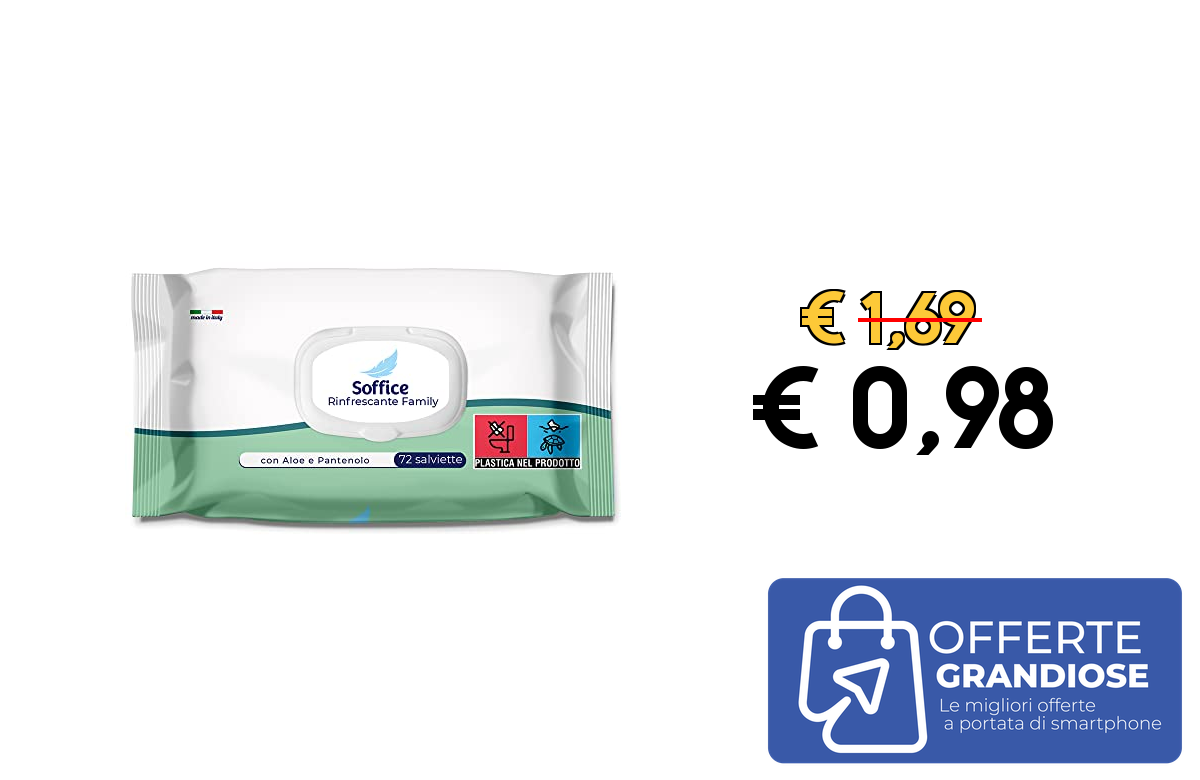 made in italy
Soffice
Rinfrescante Family
con Aloe e Pantenolo 72 salviette
PLASTICA NEL PRODOTTO
€ 1,69
€ 0,98
OFFERTE
GRANDIOSE
Le migliori offerte
a portata di smartphone